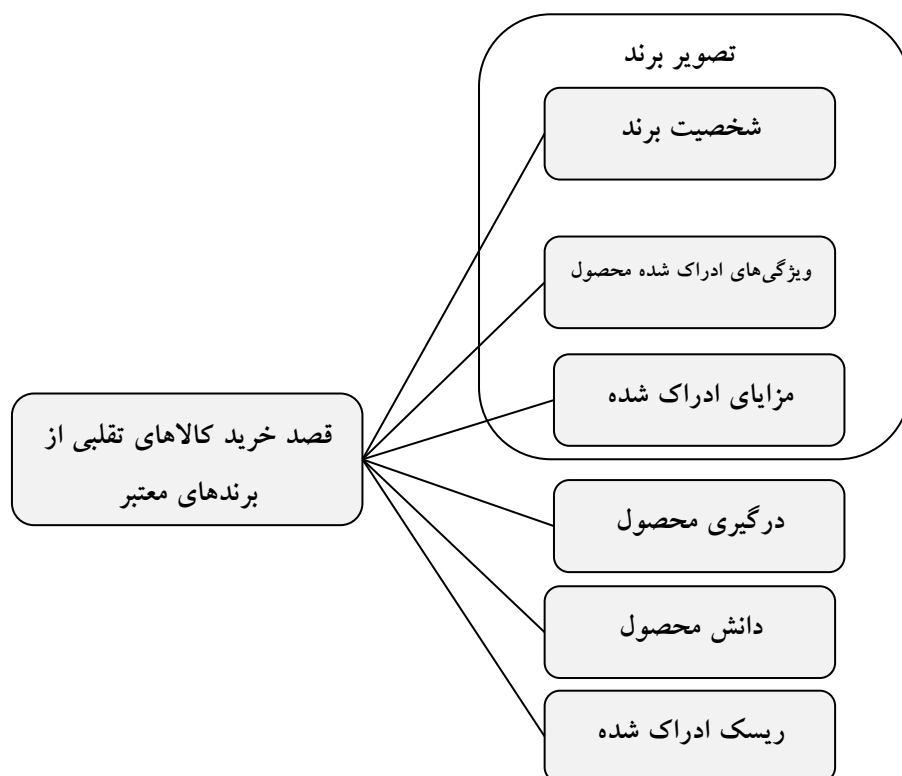 تصویر برند
شخصیت برند
ویژگی‌های ادراک شده محصول
مزایای ادراک شده
قصد خرید کالاهای تقلبی از
برندهای معتبر
درگیری محصول
دانش محصول
ریسک ادراک شده